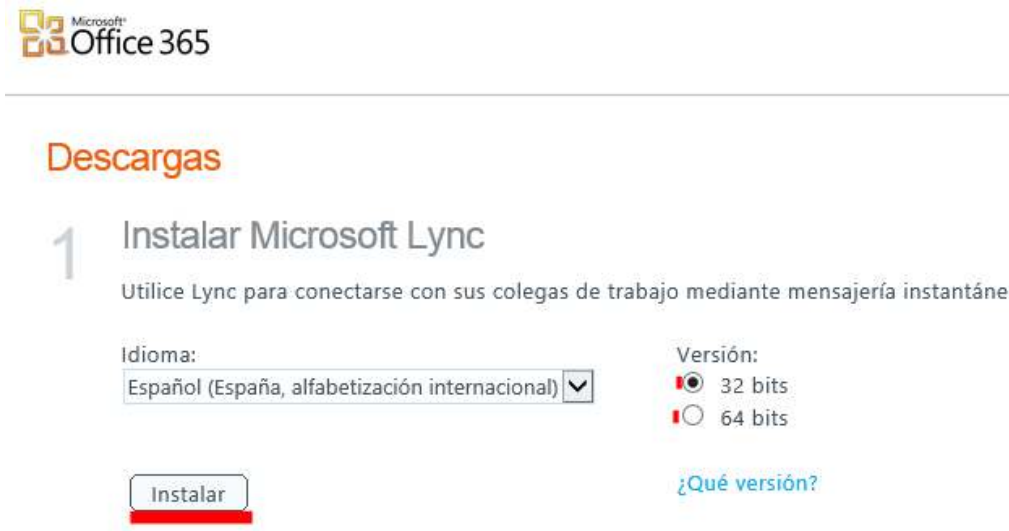 Microsoft®
Office 365
Descargas
1
Instalar Microsoft Lync
Utilice Lync para conectarse con sus colegas de trabajo mediante mensajería instantáne
Idioma:
Español (España, alfabetización internacional)
Versión:
32 bits
64 bits
Instalar
¿Qué versión?